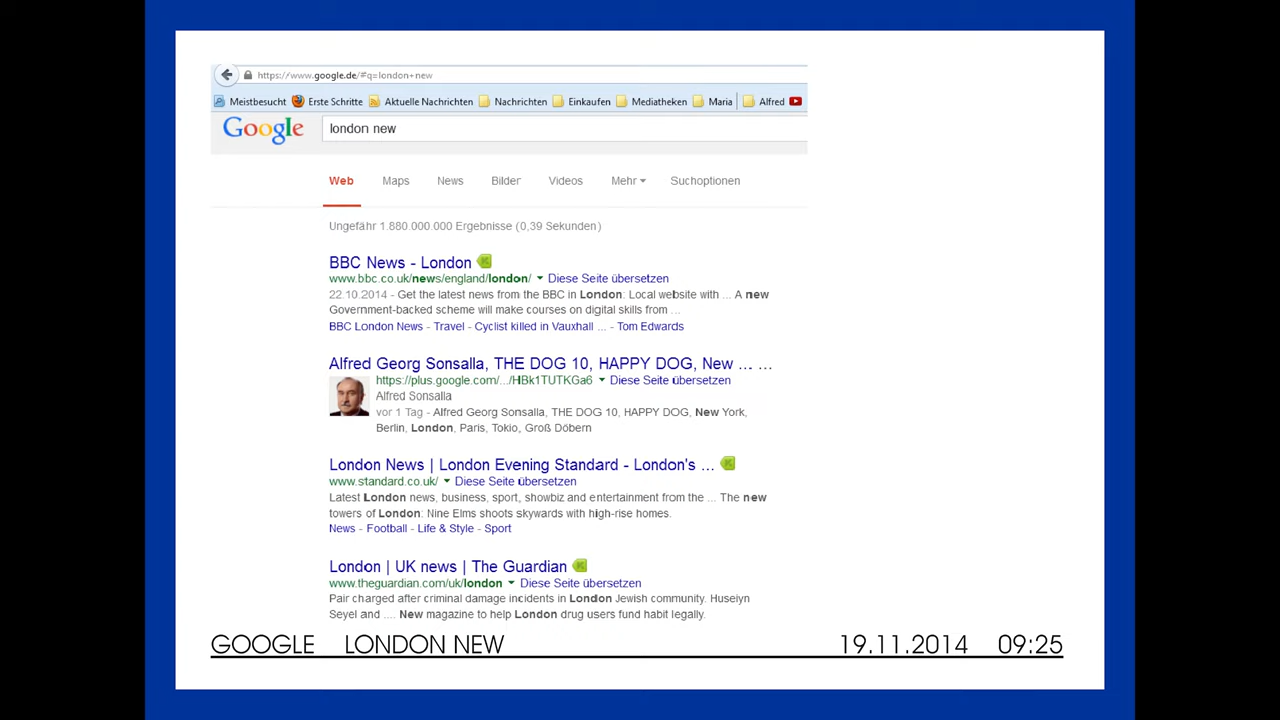 https://www.google.de/#q=london+new
Meistbesucht Erste Schritte Aktuelle Nachrichten Nachrichten Einkaufen Mediatheken Maria Alfred
Google london new
Web Maps News Bilder Videos Mehr Suchoptionen
Ungefähr 1.880.000.000 Ergebnisse (0,39 Sekunden)
BBC News - London
www.bbc.co.uk/news/england/london/ Diese Seite übersetzen
22.10.2014 - Get the latest news from the BBC in London: Local website with ... A new
Government-backed scheme will make courses on digital skills from ...
BBC London News - Travel - Cyclist killed in Vauxhall ... - Tom Edwards
Alfred Georg Sonsalla, THE DOG 10, HAPPY DOG, New ... ...
https://plus.google.com/.../HBk1TUTKGa6 Diese Seite übersetzen
Alfred Sonsalla
vor 1 Tag - Alfred Georg Sonsalla, THE DOG 10, HAPPY DOG, New York,
Berlin, London, Paris, Tokio, Groß Döbern
London News | London Evening Standard - London's ...
www.standard.co.uk/ Diese Seite übersetzen
Latest London news, business, sport, showbiz and entertainment from the ... The new
towers of London: Nine Elms shoots skywards with high-rise homes.
News - Football - Life & Style - Sport
London | UK news | The Guardian
www.theguardian.com/uk/london Diese Seite übersetzen
Pair charged after criminal damage incidents in London Jewish community. Huseiyn
Seyel and .... New magazine to help London drug users fund habit legally.
GOOGLE LONDON NEW 19.11.2014 09:25